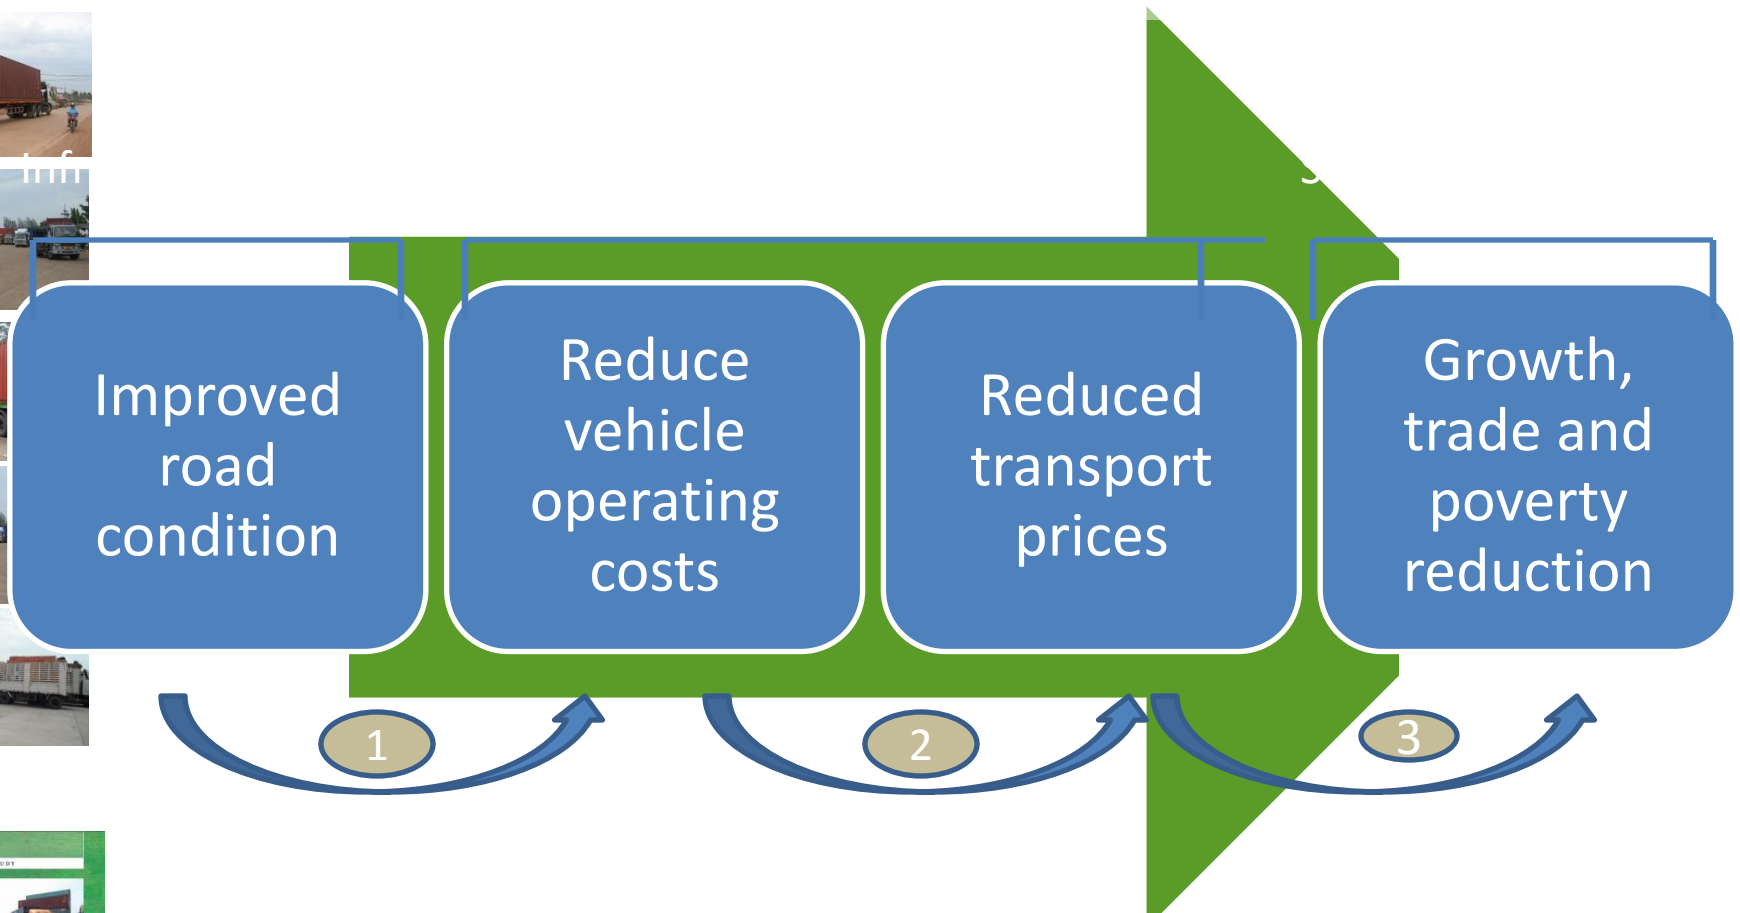 Improved
road
condition
Reduce
vehicle
operating
costs
Reduced
transport
prices
Growth,
trade and
poverty
reduction
1
2
3